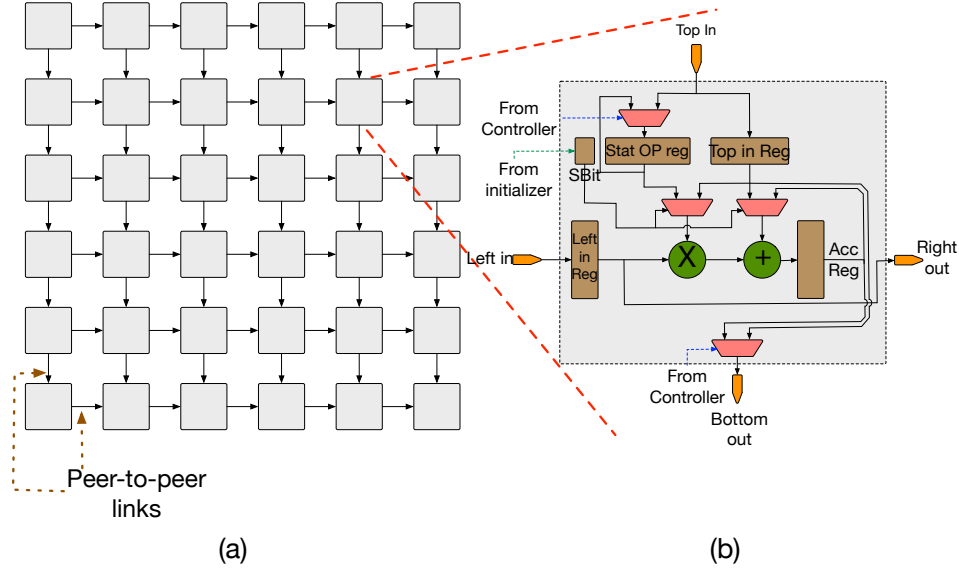 Top In
From
Controller
Stat OP reg
Top in Reg
SBit
From
initializer
Left in
Left
in
Reg
X
+
Acc
Reg
Right
out
From
Controller
Bottom
out
Peer-to-peer
links
(a)
(b)